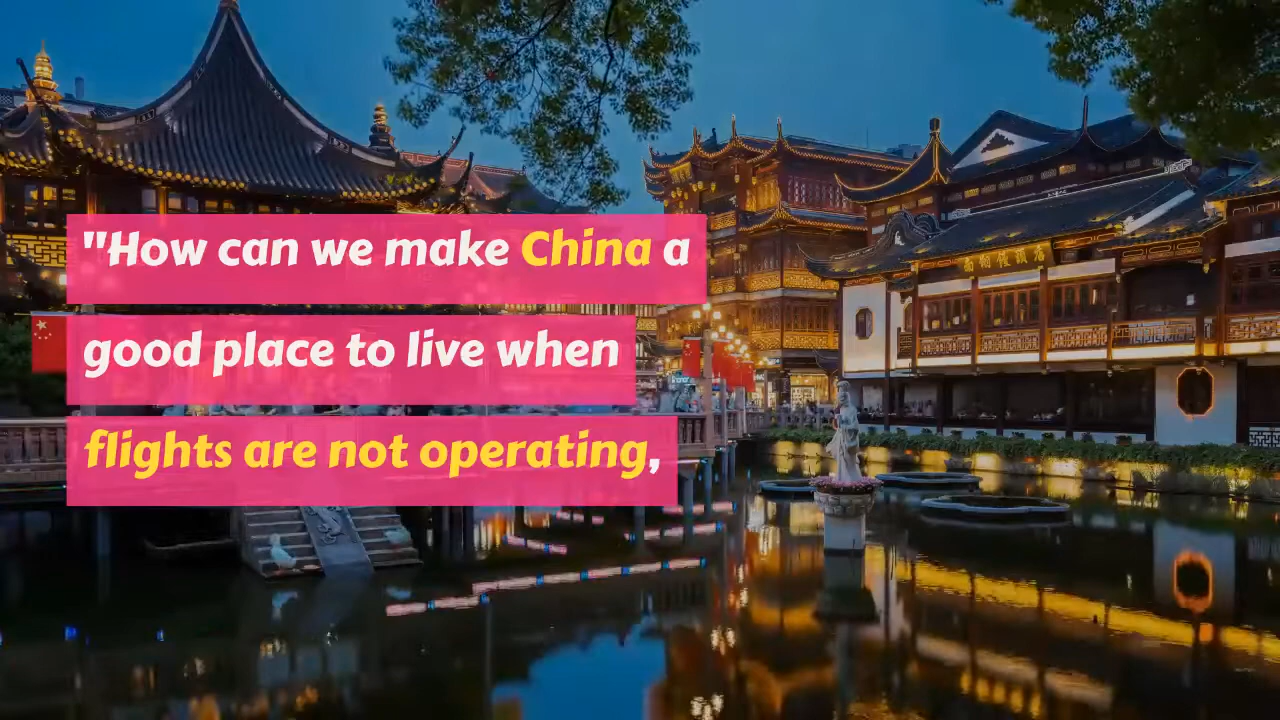 "How can we make China a
good place to live when
flights are not operating,